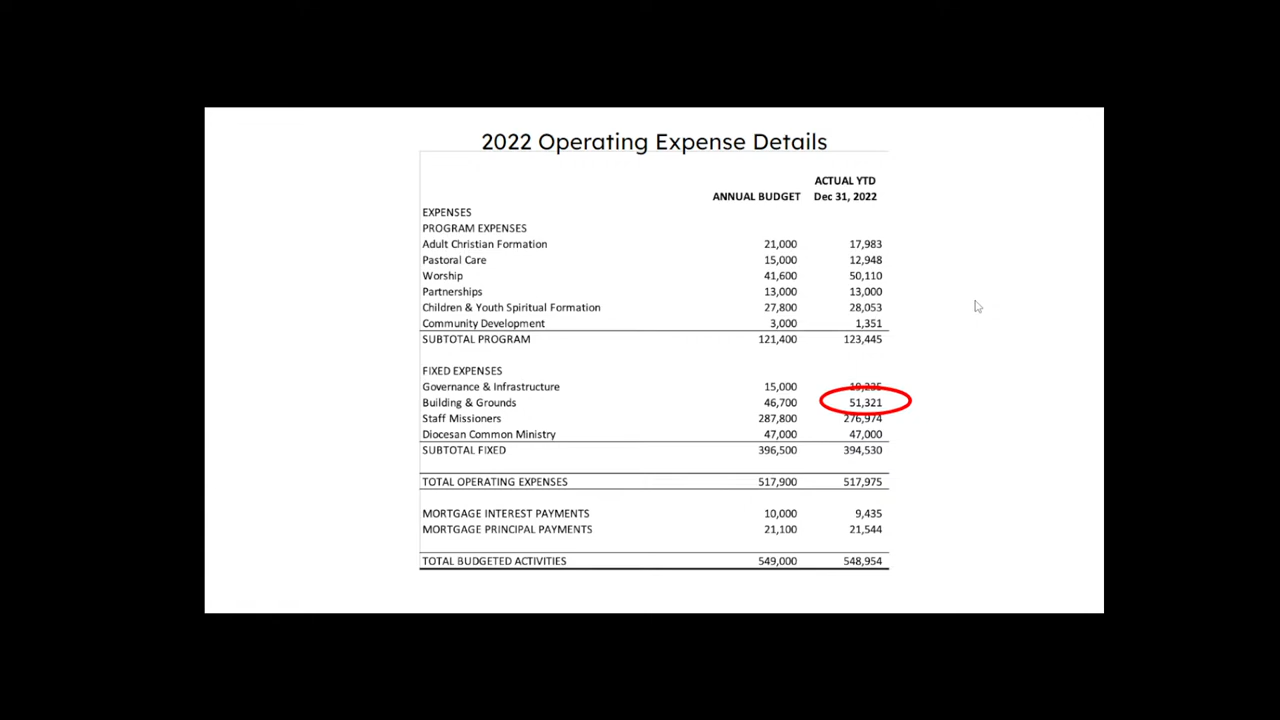 2022 Operating Expense Details
ACTUAL YTD
ANNUAL BUDGET Dec 31, 2022
EXPENSES
PROGRAM EXPENSES
Adult Christian Formation 21,000 17,983
Pastoral Care 15,000 12,948
Worship 41,600 50,110
Partnerships 13,000 13,000
Children & Youth Spiritual Formation 27,800 28,053
Community Development 3,000 1,351
SUBTOTAL PROGRAM 121,400 123,445
FIXED EXPENSES
Governance & Infrastructure 15,000 19,235
Building & Grounds 46,700 51,321
Staff Missioners 287,800 276,974
Diocesan Common Ministry 47,000 47,000
SUBTOTAL FIXED 396,500 394,530
TOTAL OPERATING EXPENSES 517,900 517,975
MORTGAGE INTEREST PAYMENTS 10,000 9,435
MORTGAGE PRINCIPAL PAYMENTS 21,100 21,544
TOTAL BUDGETED ACTIVITIES 549,000 548,954